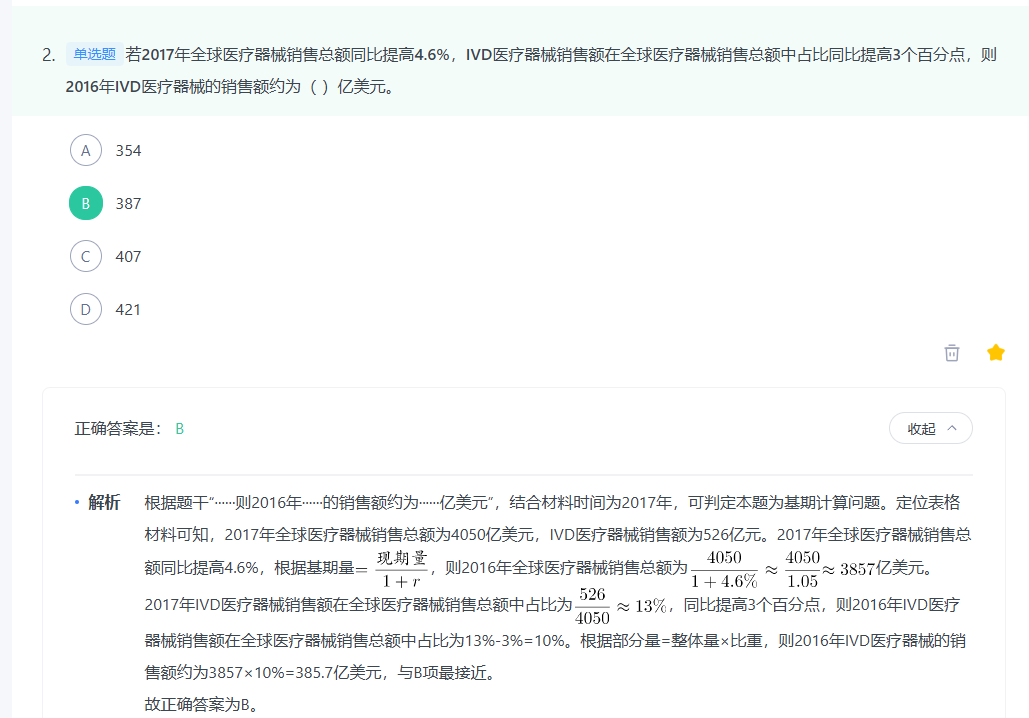 2. 单选题 若2017年全球医疗器械销售总额同比提高4.6%，IVD医疗器械销售额在全球医疗器械销售总额中占比同比提高3个百分点，则
2016年IVD医疗器械的销售额约为（ ）亿美元。
A 354
B 387
C 407
D 421
正确答案是： B
收起
• 解析 根据题干“……则2016年……的销售额约为……亿美元”，结合材料时间为2017年，可判定本题为基期计算问题。定位表格
材料可知，2017年全球医疗器械销售总额为4050亿美元，IVD医疗器械销售额为526亿元。2017年全球医疗器械销售总
额同比提高4.6%，根据基期量= 现期量/(1 + r)，则2016年全球医疗器械销售总额为 4050/(1 + 4.6%) ≈ 4050/1.05 ≈ 3857亿美元。
2017年IVD医疗器械销售额在全球医疗器械销售总额中占比为 526/4050 ≈ 13%，同比提高3个百分点，则2016年IVD医疗
器械销售额在全球医疗器械销售总额中占比为13%-3%=10%。根据部分量=整体量×比重，则2016年IVD医疗器械的销
售额约为3857×10%=385.7亿美元，与B项最接近。
故正确答案为B。